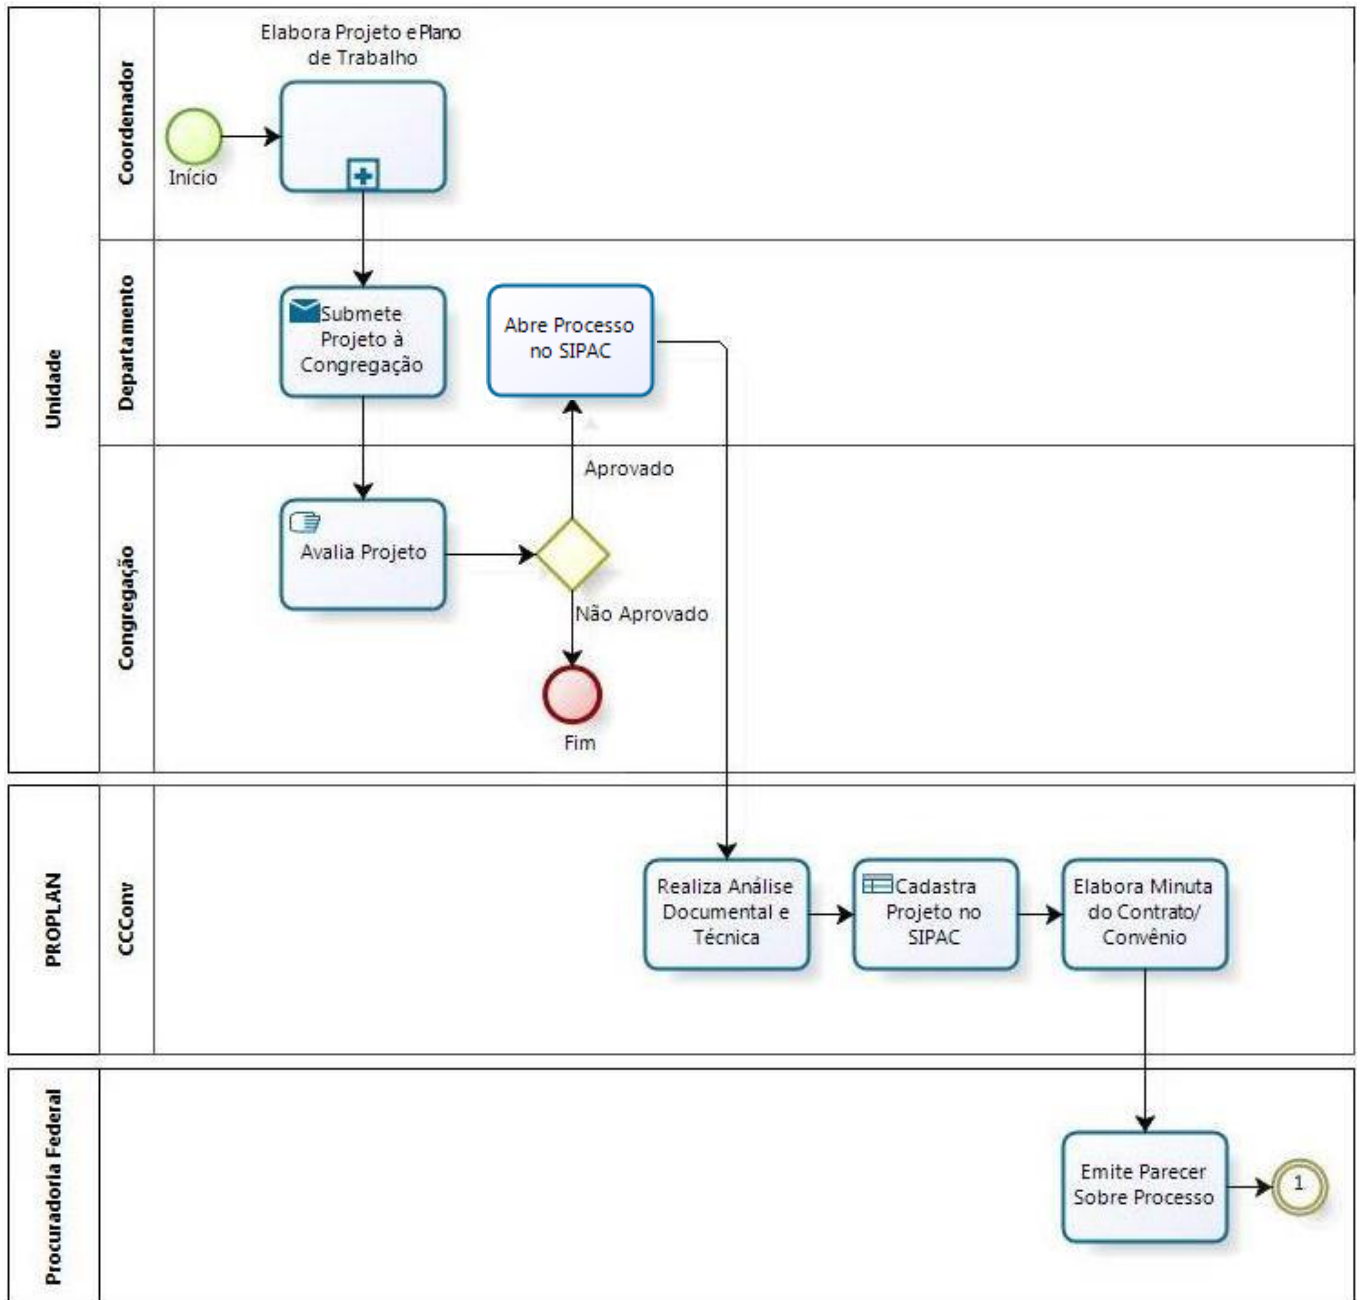 Unidade
Coordenador
Elabora Projeto e Plano
de Trabalho
Início
Departamento
Submete
Projeto à
Congregação
Abre Processo
no SIPAC
Congregação
Aprovado
Avalia Projeto
Não Aprovado
Fim
PROPLAN
CCConv
Realiza Análise
Documental e
Técnica
Cadastra
Projeto no
SIPAC
Elabora Minuta
do Contrato/
Convênio
Procuradoria Federal
Emite Parecer
Sobre Processo
1